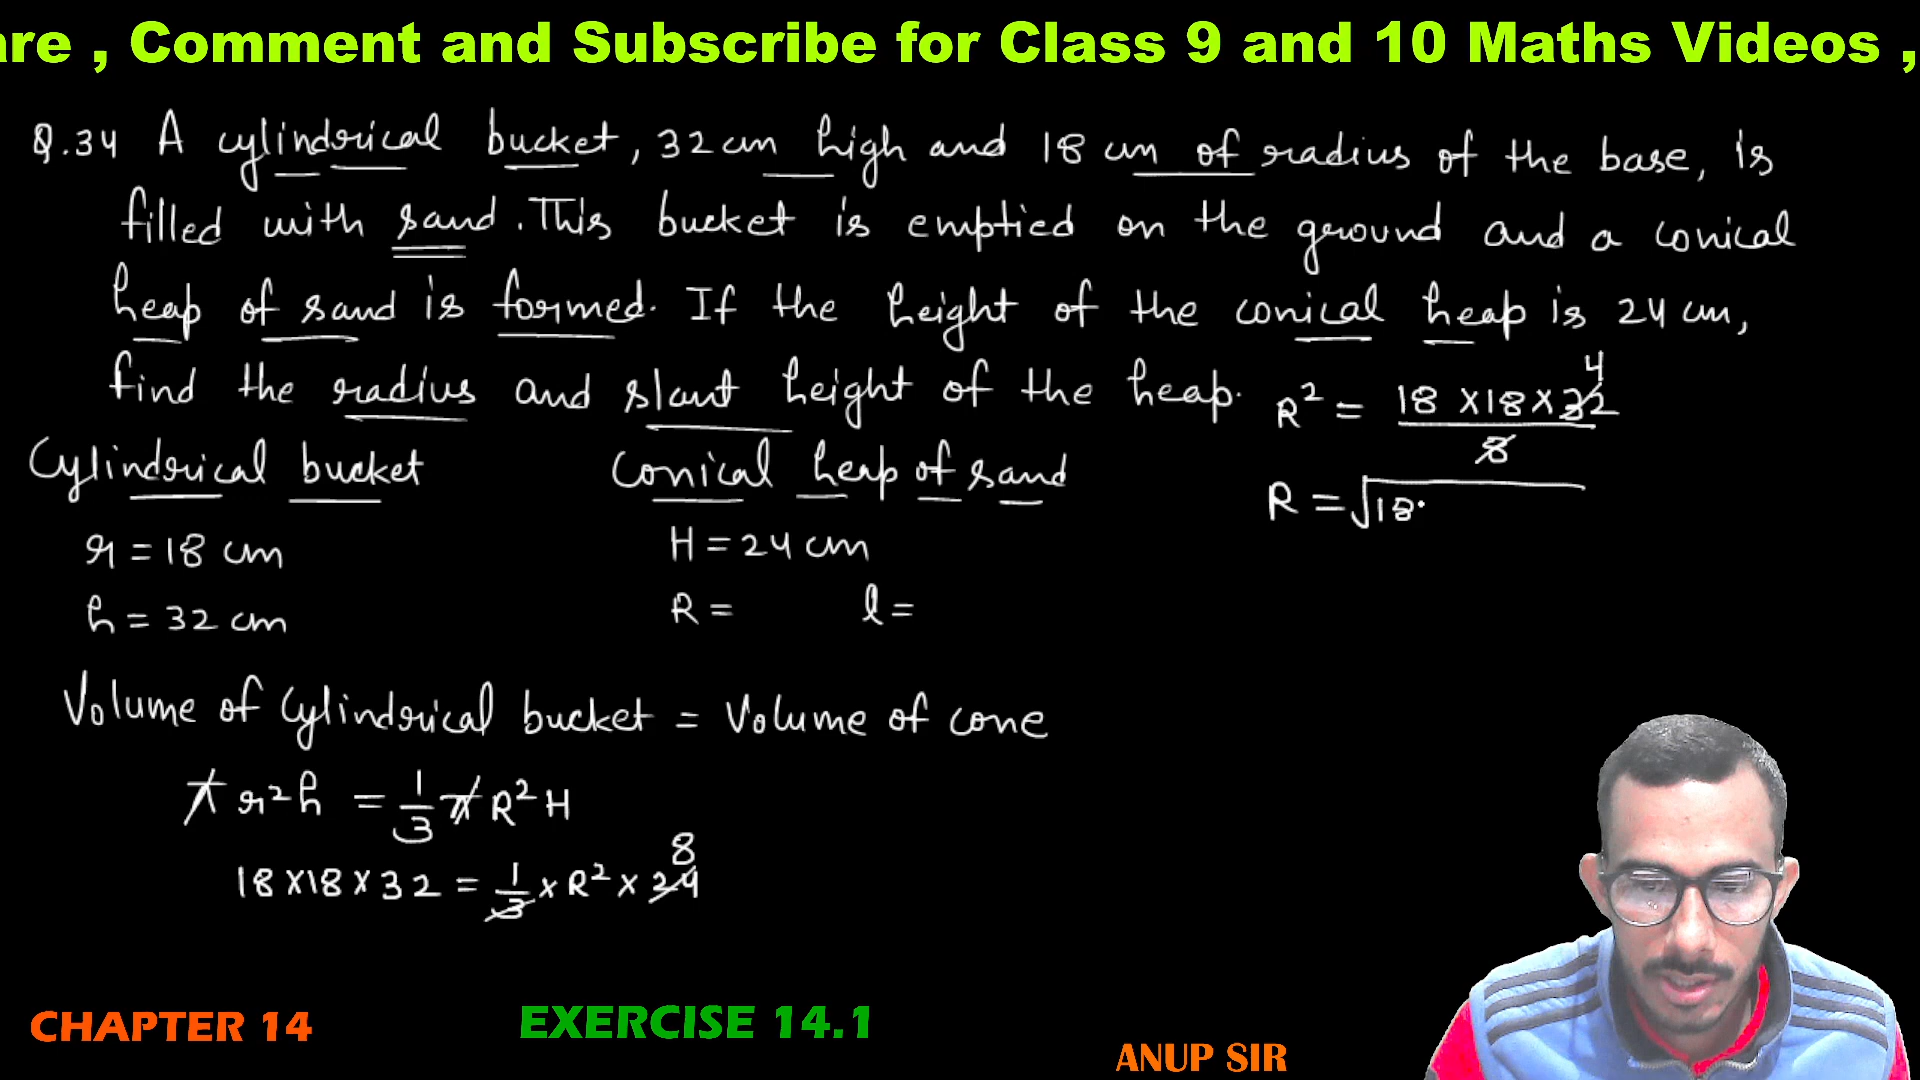 are , Comment and Subscribe for Class 9 and 10 Maths Videos ,
Q.34 A cylindrical bucket, 32 cm high and 18 cm of radius of the base, is
filled with sand. This bucket is emptied on the ground and a conical
heap of sand is formed. If the height of the conical heap is 24 cm,
find the radius and slant height of the heap.
Cylindrical bucket
r = 18 cm
h = 32 cm
Conical heap of sand
H = 24 cm
R = l =
Volume of Cylindrical bucket = Volume of cone
π r²h = 1/3 π R² H
8
18 × 18 × 32 = 1/3 × R² × 24
4
R² = 18 × 18 × 32 / 8
R = √18·
CHAPTER 14
EXERCISE 14.1
ANUP SIR